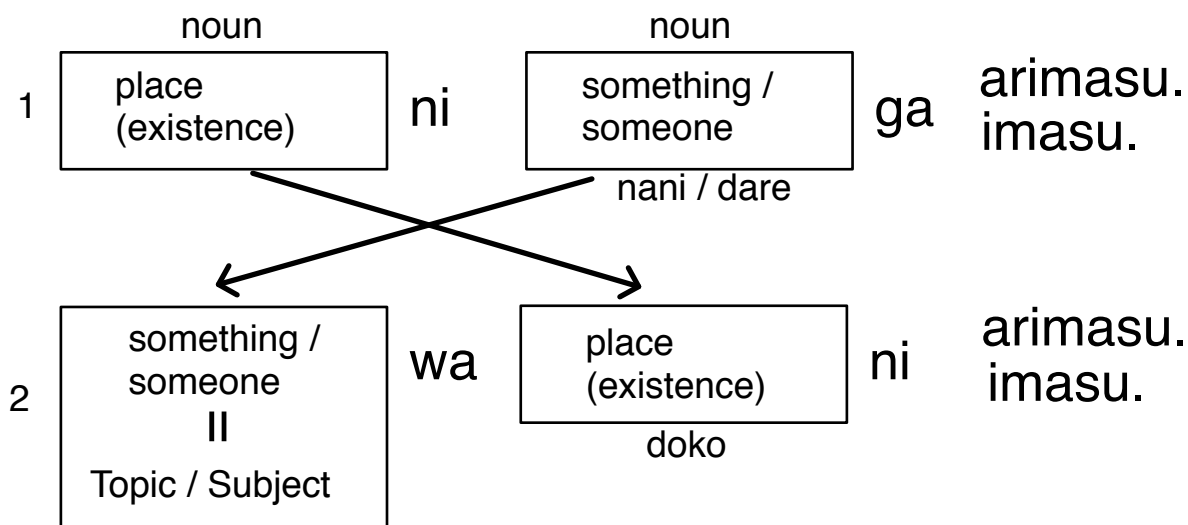 noun
noun
1
place
(existence)
ni
something /
someone
ga
arimasu.
imasu.
nani / dare
2
something /
someone
=
Topic / Subject
wa
place
(existence)
ni
arimasu.
imasu.
doko